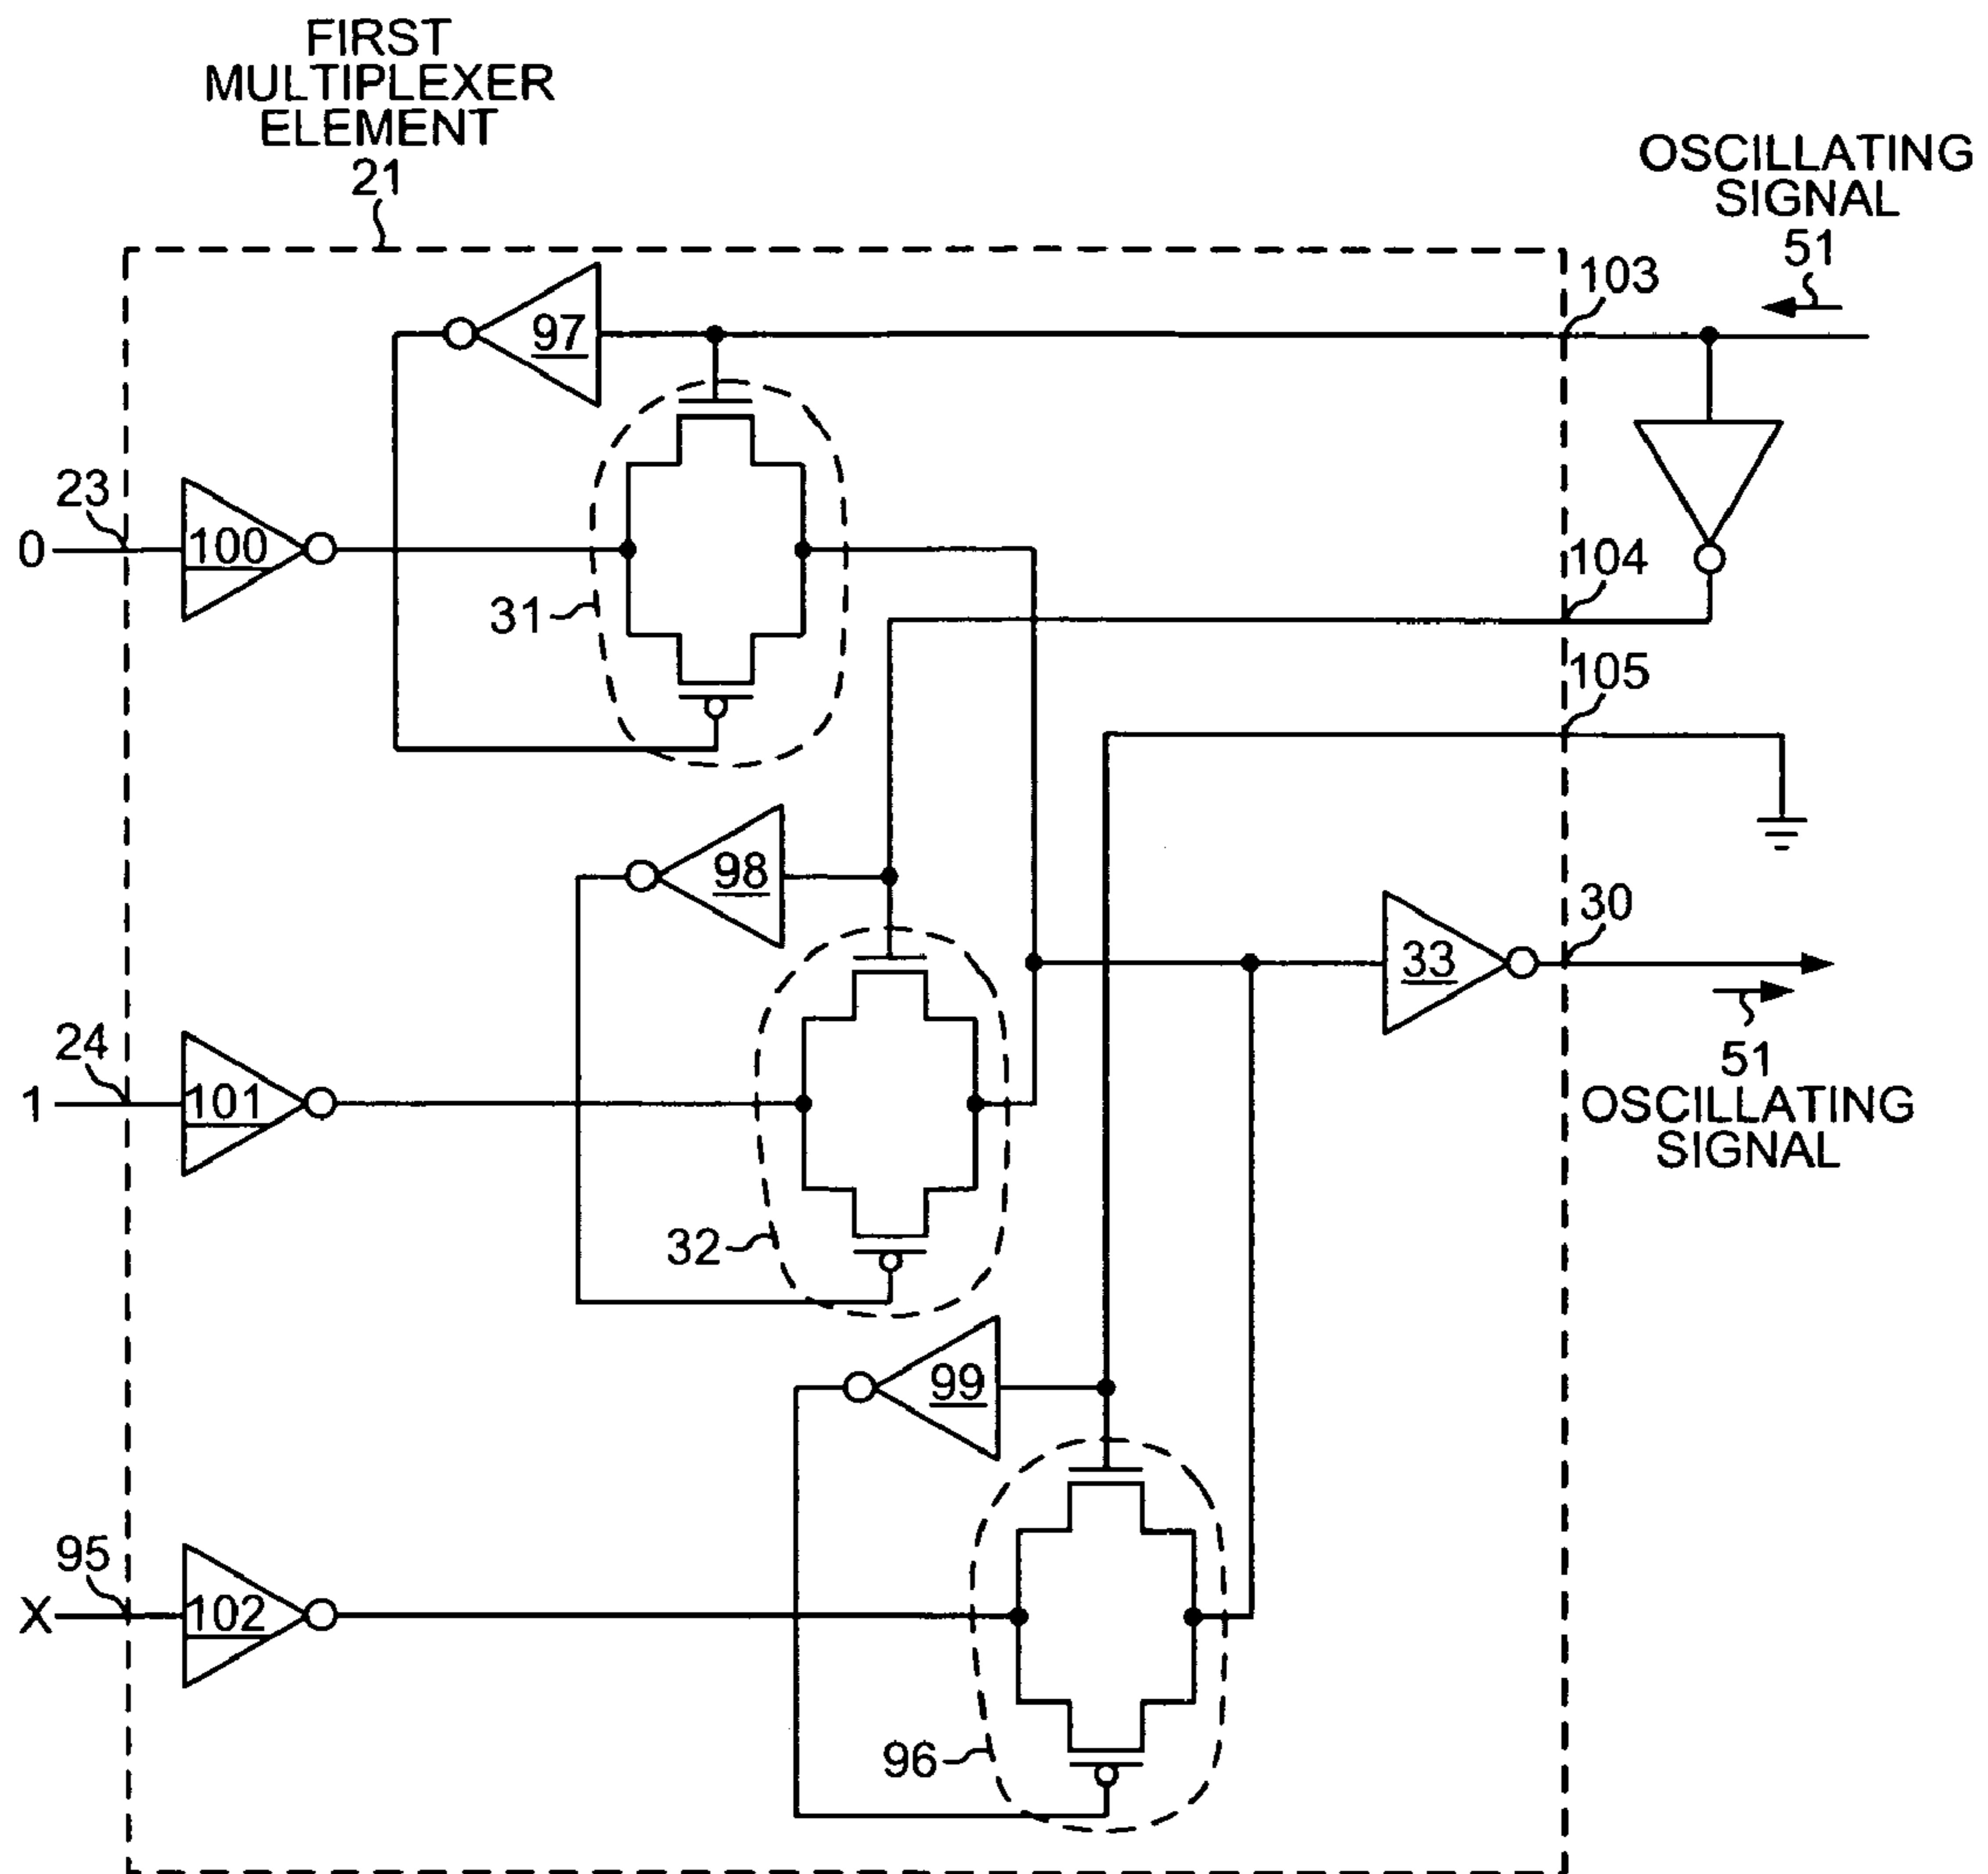 FIRST
MULTIPLEXER
ELEMENT
21
OSCILLATING
SIGNAL
51
103
97
23
0
100
104
31
105
98
30
33
24
1
101
51
OSCILLATING
SIGNAL
32
99
95
X
102
96